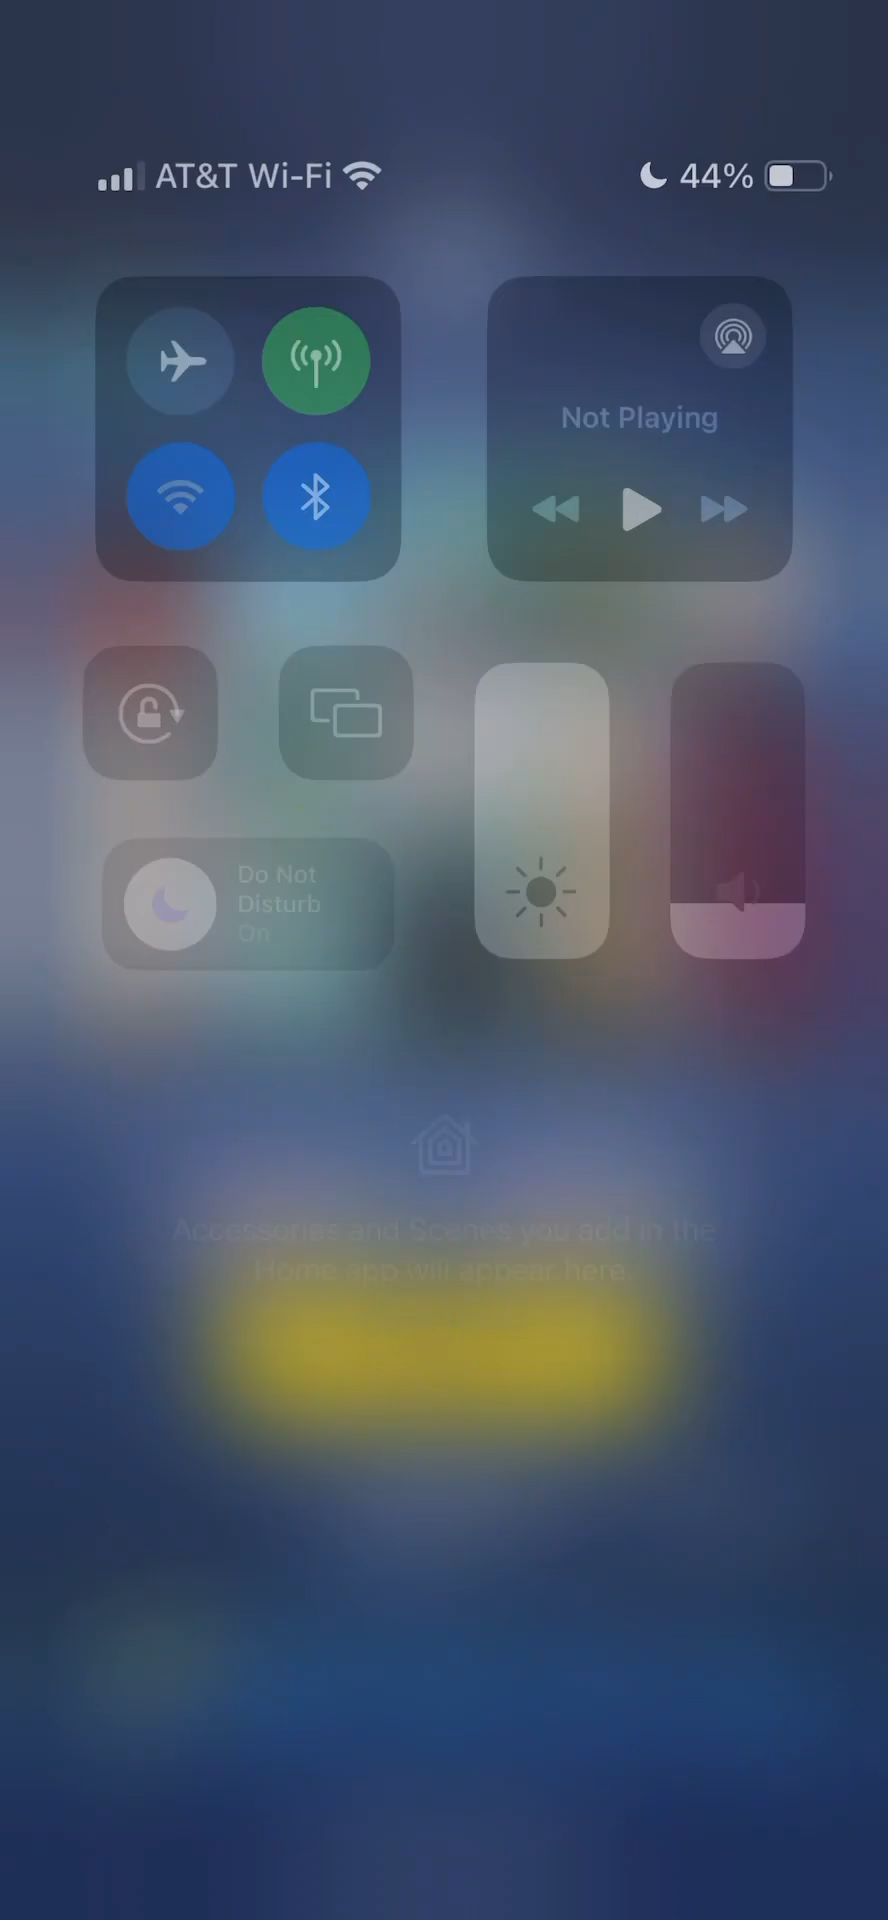 AT&T Wi-Fi 44%
Not Playing
Do Not
Disturb
On
Accessories and Scenes you add in the
Home app will appear here.